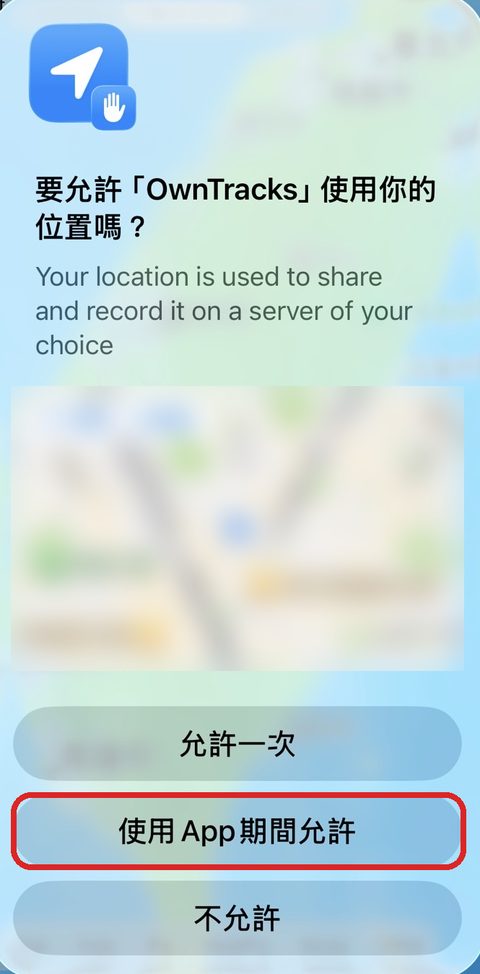 要允許「OwnTracks」使用你的
位置嗎？
Your location is used to share
and record it on a server of your
choice
允許一次
使用 App 期間允許
不允許